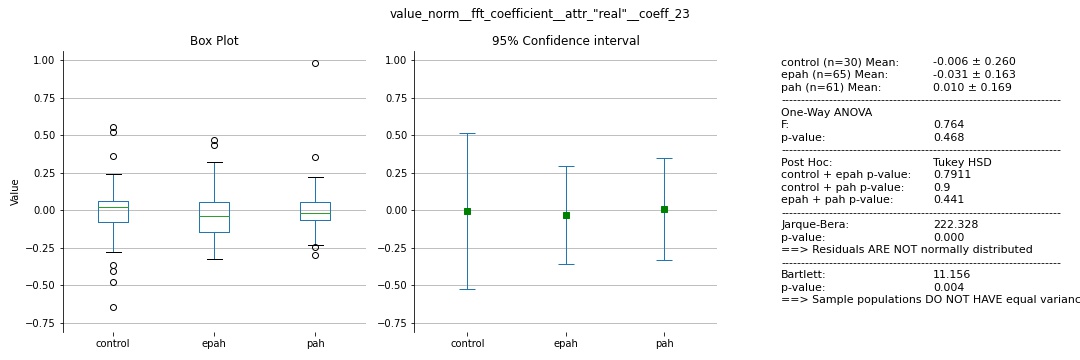 value_norm__fft_coefficient__attr_"real"__coeff_23
Box Plot
Value
1.00
0.75
0.50
0.25
0.00
−0.25
−0.50
−0.75
control epah pah
95% Confidence interval
1.00
0.75
0.50
0.25
0.00
−0.25
−0.50
−0.75
control epah pah
control (n=30) Mean: -0.006 ± 0.260
epah (n=65) Mean: -0.031 ± 0.163
pah (n=61) Mean: 0.010 ± 0.169
One-Way ANOVA
F: 0.764
p-value: 0.468
Post Hoc: Tukey HSD
control + epah p-value: 0.7911
control + pah p-value: 0.9
epah + pah p-value: 0.441
Jarque-Bera: 222.328
p-value: 0.000
==> Residuals ARE NOT normally distributed
Bartlett: 11.156
p-value: 0.004
==> Sample populations DO NOT HAVE equal varianc